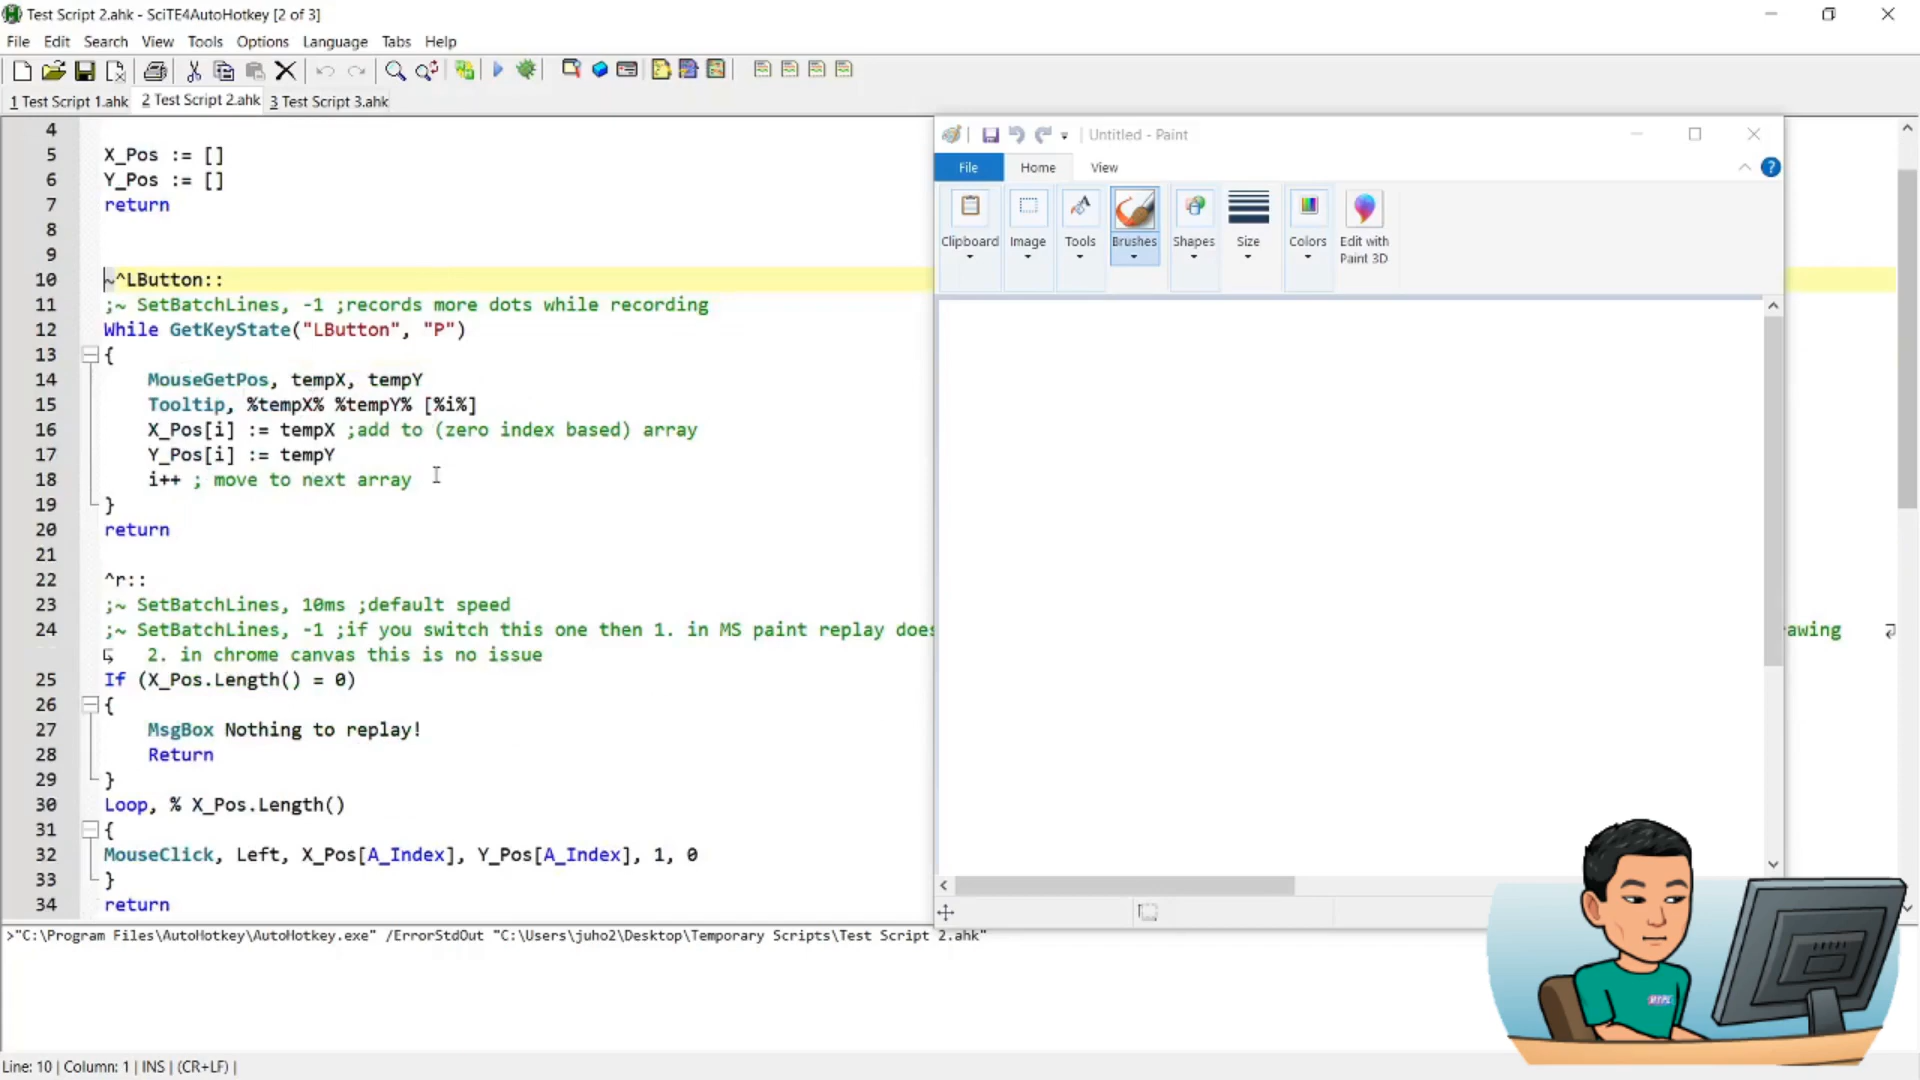 Test Script 2.ahk - SciTE4AutoHotkey [2 of 3]
File Edit Search View Tools Options Language Tabs Help
1 Test Script 1.ahk 2 Test Script 2.ahk 3 Test Script 3.ahk
4
5 X_Pos := []
6 Y_Pos := []
7 return
8
9
10 ~^LButton::
11 ;~ SetBatchLines, -1 ;records more dots while recording
12 While GetKeyState("LButton", "P")
13 {
14 MouseGetPos, tempX, tempY
15 Tooltip, %tempX% %tempY% [%i%]
16 X_Pos[i] := tempX ;add to (zero index based) array
17 Y_Pos[i] := tempY
18 i++ ; move to next array
19 }
20 return
21
22 ^r::
23 ;~ SetBatchLines, 10ms ;default speed
24 ;~ SetBatchLines, -1 ;if you switch this one then 1. in MS paint replay does awing
2. in chrome canvas this is no issue
25 If (X_Pos.Length() = 0)
26 {
27 MsgBox Nothing to replay!
28 Return
29 }
30 Loop, % X_Pos.Length()
31 {
32 MouseClick, Left, X_Pos[A_Index], Y_Pos[A_Index], 1, 0
33 }
34 return
Untitled - Paint
File Home View
Clipboard Image Tools Brushes Shapes Size Colors Edit with
Paint 3D
>"C:\Program Files\AutoHotkey\AutoHotkey.exe" /ErrorStdOut "C:\Users\juho2\Desktop\Temporary Scripts\Test Script 2.ahk"
Line: 10 | Column: 1 | INS | (CR+LF) |